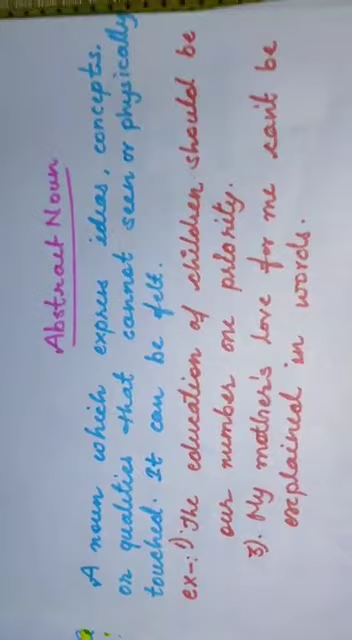 Abstract Noun
A noun which express ideas, concepts.
or qualities that cannot seen or physically
touched. It can be felt.
ex-:1) The education of children should be
our number one priority.
3). My mother's love for me can't be
explained in words.